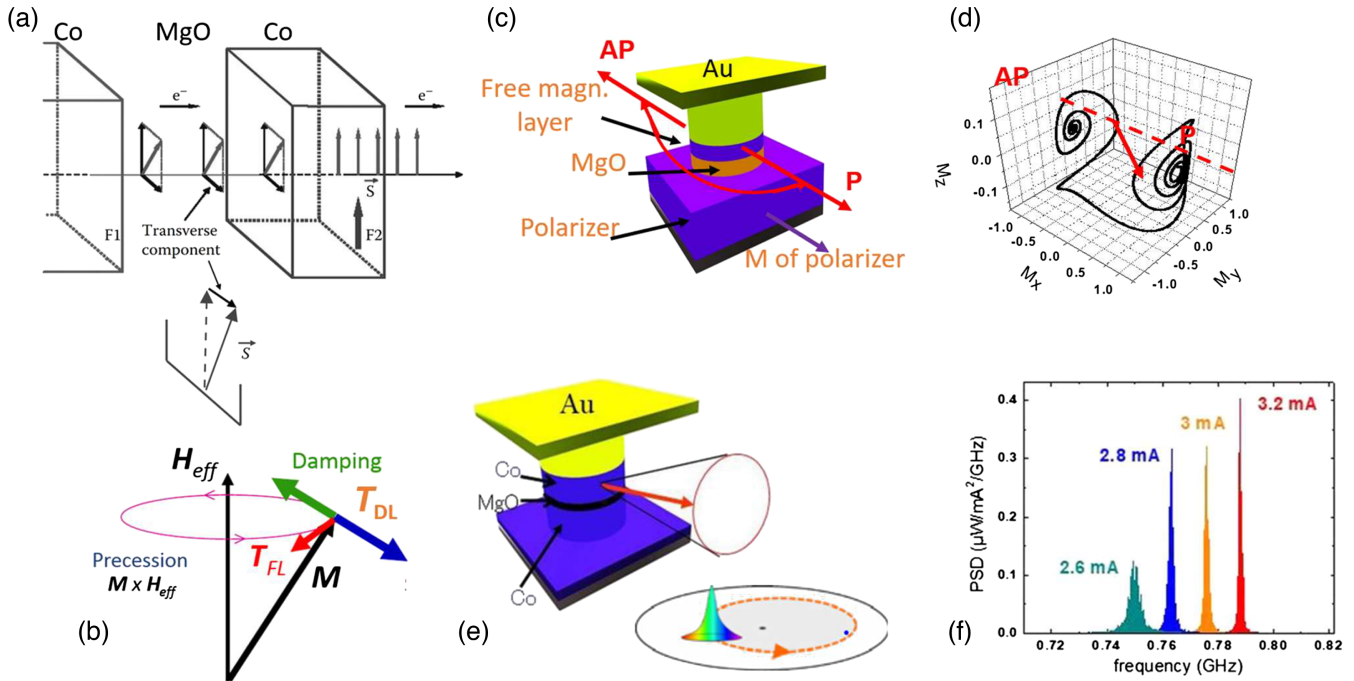 (a)
Co
MgO
Co
e⁻
e⁻
F1
S
F2
Transverse
component
S
(b)
H_eff
Damping
T_DL
Precession
M x H_eff
T_FL
M
(c)
AP
Au
Free magn.
layer
MgO
P
Polarizer
M of polarizer
(d)
AP
P
0.1
0.0
-0.1
M_z
-1.0
-0.5
0.0
0.5
1.0
M_x
1.0
0.5
0.0
-0.5
-1.0
M_y
(e)
Au
Co
MgO
Co
(f)
0.4
0.3
0.2
0.1
0.0
PSD (µW/mA²/GHz)
2.6 mA
2.8 mA
3 mA
3.2 mA
0.72
0.74
0.76
0.78
0.80
0.82
frequency (GHz)